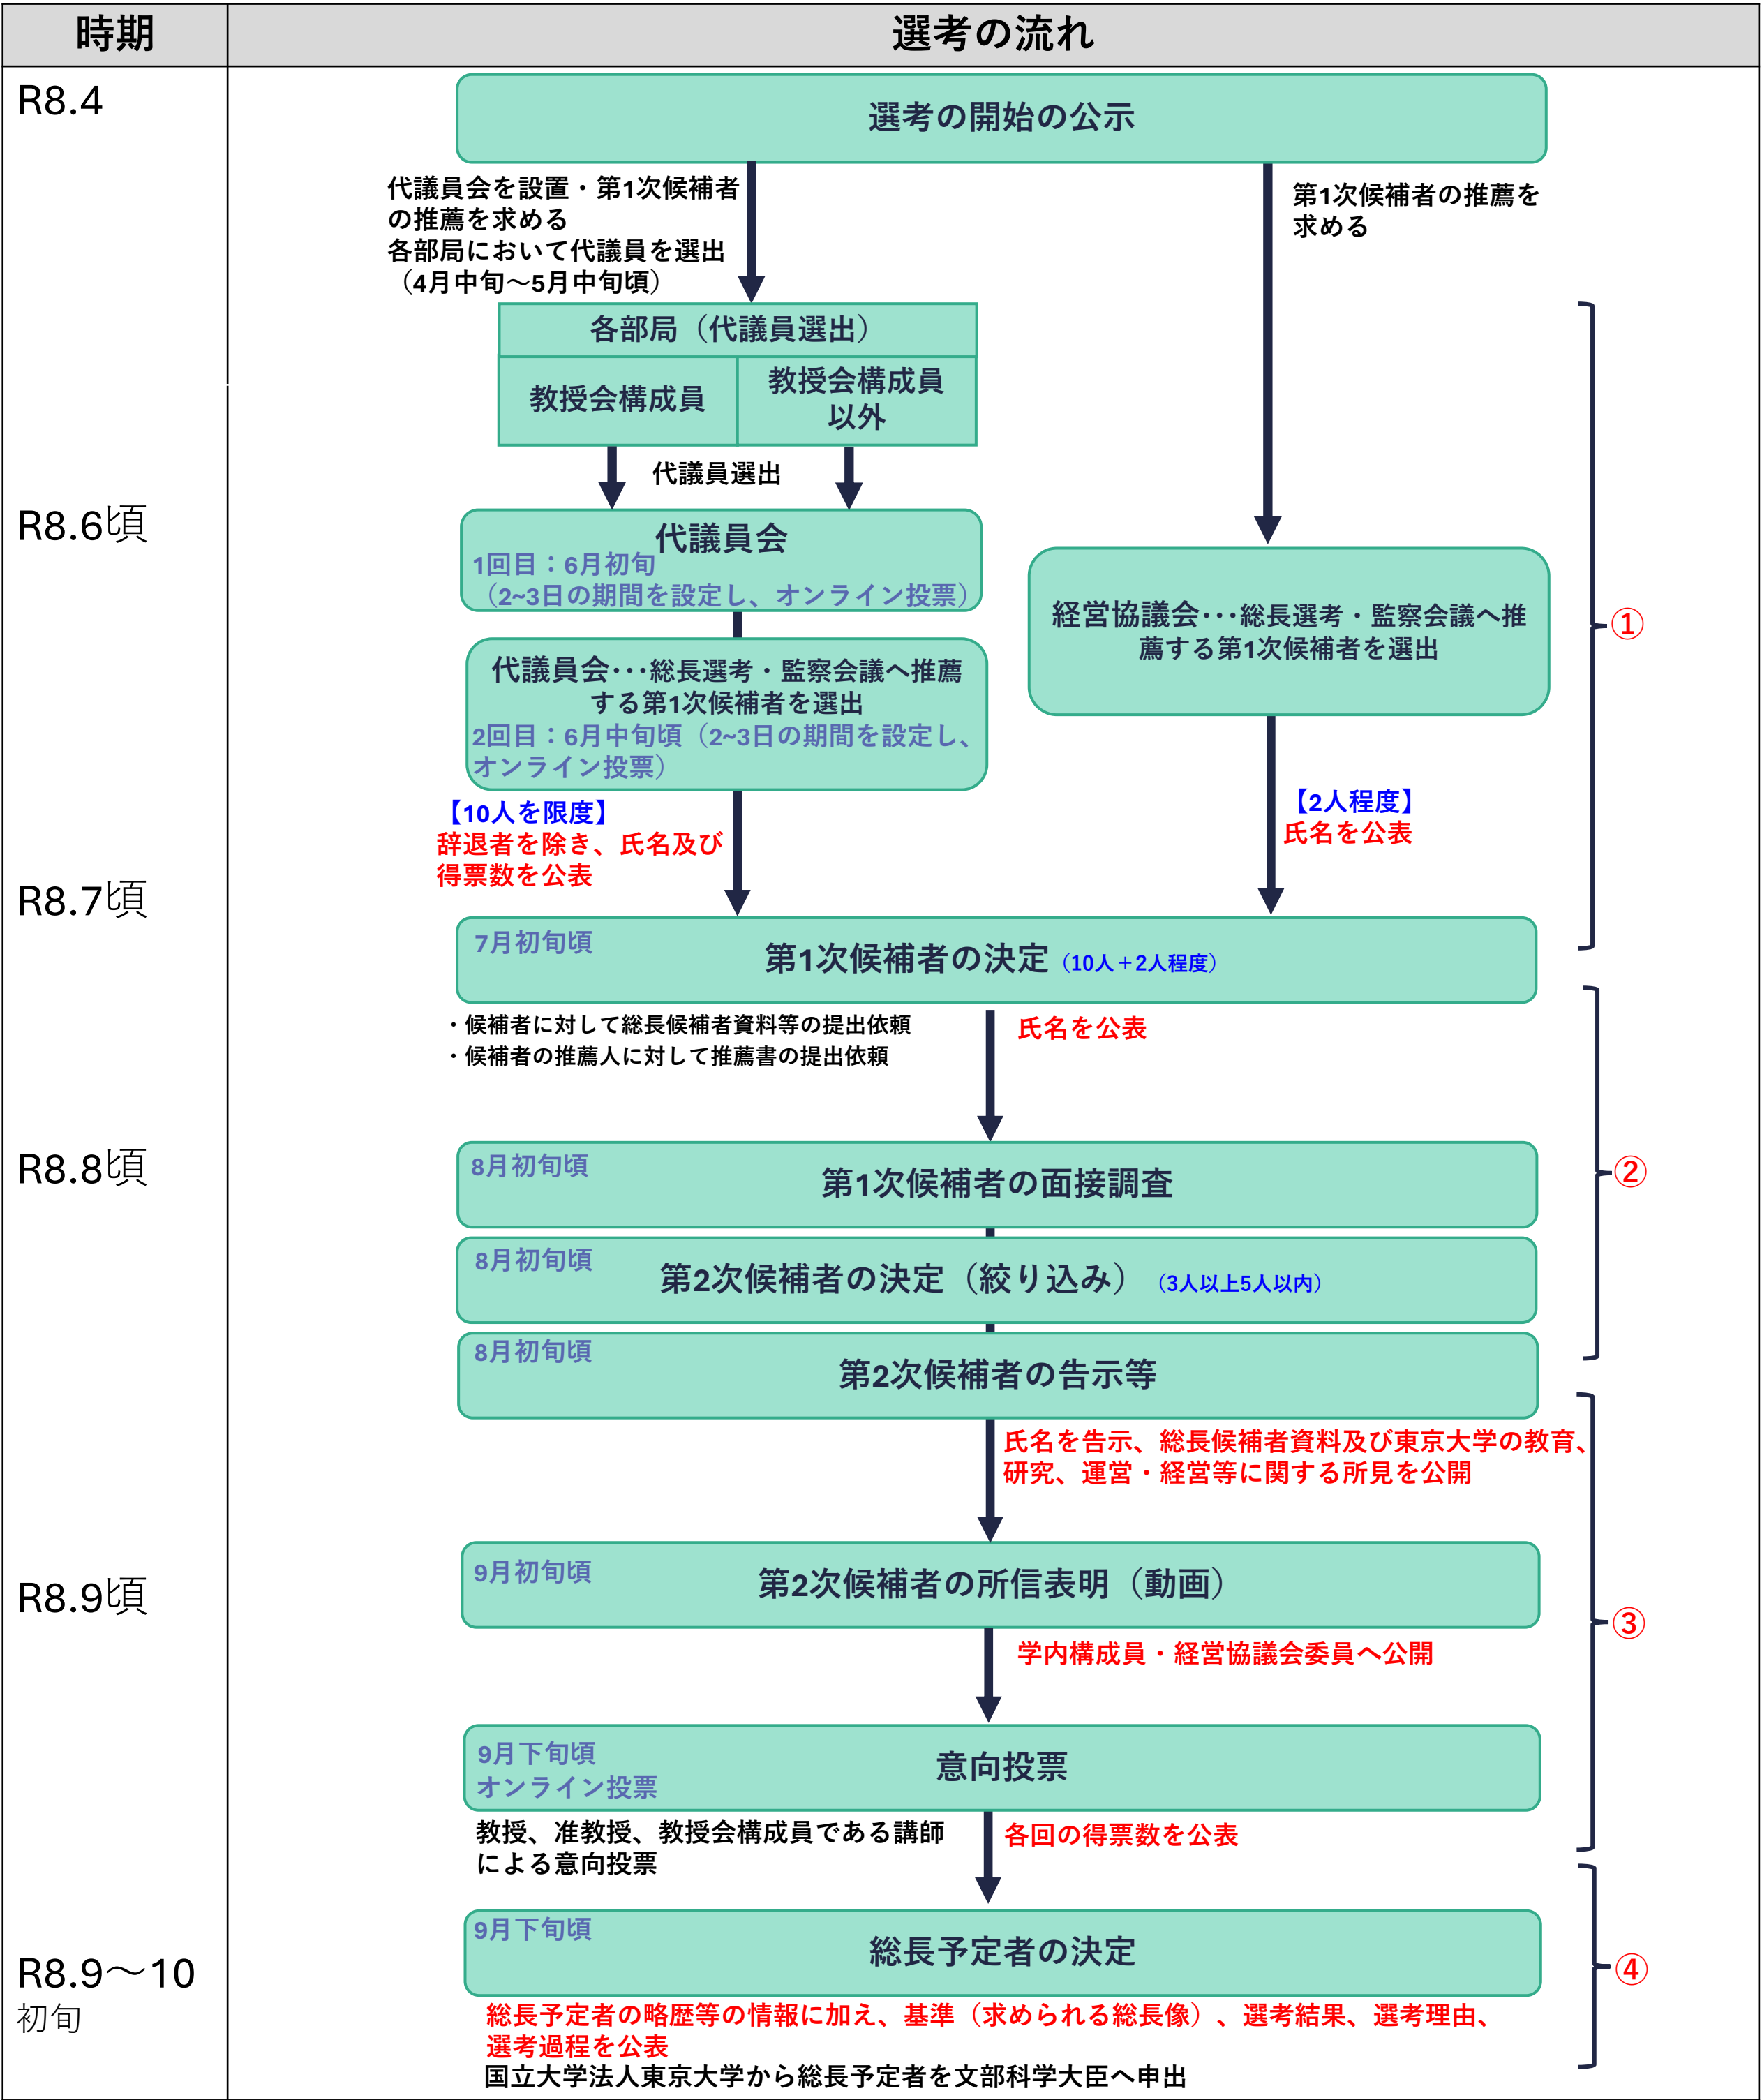 時期
選考の流れ
R8.4
選考の開始の公示
代議員会を設置・第1次候補者
の推薦を求める
各部局において代議員を選出
（4月中旬～5月中旬頃）
第1次候補者の推薦を
求める
各部局（代議員選出）
教授会構成員
教授会構成員
以外
代議員選出
R8.6頃
代議員会
1回目：6月初旬
（2~3日の期間を設定し、オンライン投票）
経営協議会･･･総長選考・監察会議へ推
薦する第1次候補者を選出
①
代議員会･･･総長選考・監察会議へ推薦
する第1次候補者を選出
2回目：6月中旬頃（2~3日の期間を設定し、
オンライン投票）
【10人を限度】
辞退者を除き、氏名及び
得票数を公表
【2人程度】
氏名を公表
R8.7頃
7月初旬頃
第1次候補者の決定（10人＋2人程度）
・候補者に対して総長候補者資料等の提出依頼
・候補者の推薦人に対して推薦書の提出依頼
氏名を公表
R8.8頃
8月初旬頃
第1次候補者の面接調査
②
8月初旬頃
第2次候補者の決定（絞り込み）（3人以上5人以内）
8月初旬頃
第2次候補者の告示等
氏名を告示、総長候補者資料及び東京大学の教育、
研究、運営・経営等に関する所見を公開
R8.9頃
9月初旬頃
第2次候補者の所信表明（動画）
③
学内構成員・経営協議会委員へ公開
9月下旬頃
オンライン投票
意向投票
教授、准教授、教授会構成員である講師
による意向投票
各回の得票数を公表
R8.9～10
初旬
9月下旬頃
総長予定者の決定
④
総長予定者の略歴等の情報に加え、基準（求められる総長像）、選考結果、選考理由、
選考過程を公表
国立大学法人東京大学から総長予定者を文部科学大臣へ申出